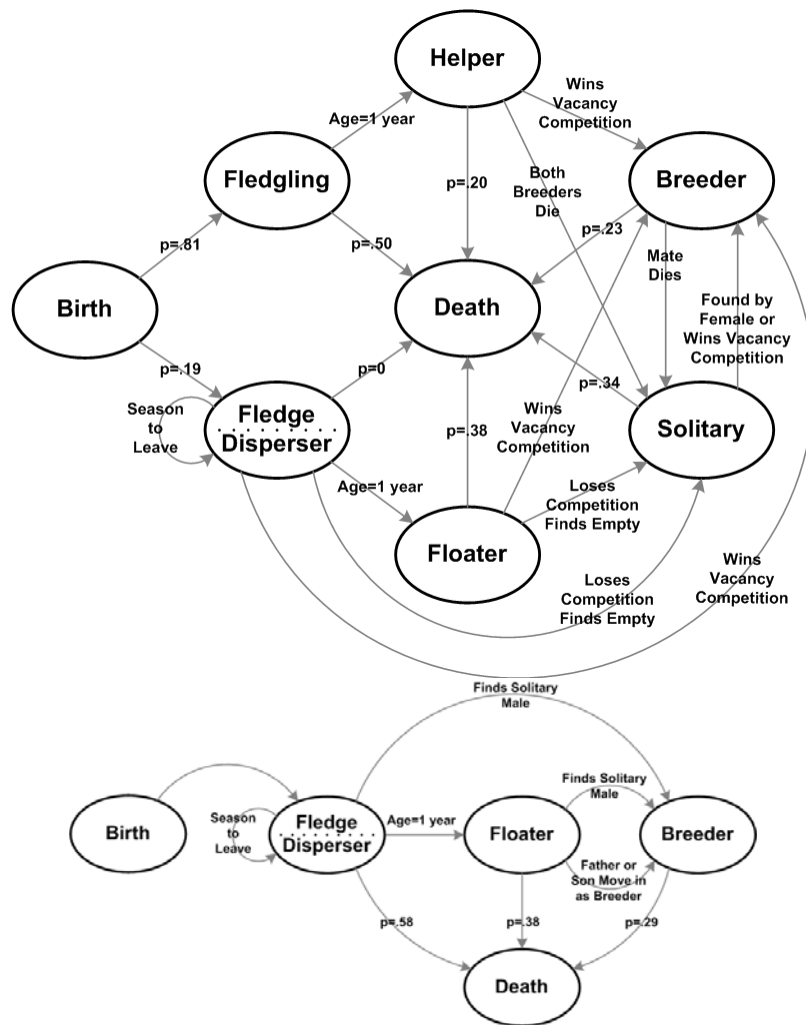 Helper
Wins
Vacancy
Competition
Age=1 year
Fledgling
p=.20
Both
Breeders
Die
Breeder
p=.81
p=.50
p=.23
Mate
Dies
Birth
Death
Found by
Female or
Wins Vacancy
Competition
p=.19
p=0
p=.34
Season
to
Leave
Fledge
Disperser
Wins
Vacancy
Competition
p=.38
Solitary
Age=1 year
Loses
Competition
Finds Empty
Floater
Loses
Competition
Finds Empty
Wins
Vacancy
Competition
Finds Solitary
Male
Birth
Season
to
Leave
Fledge
Disperser
Age=1 year
Floater
Finds Solitary
Male
Breeder
Father or
Son Move in
as Breeder
p=.58
p=.38
p=.29
Death